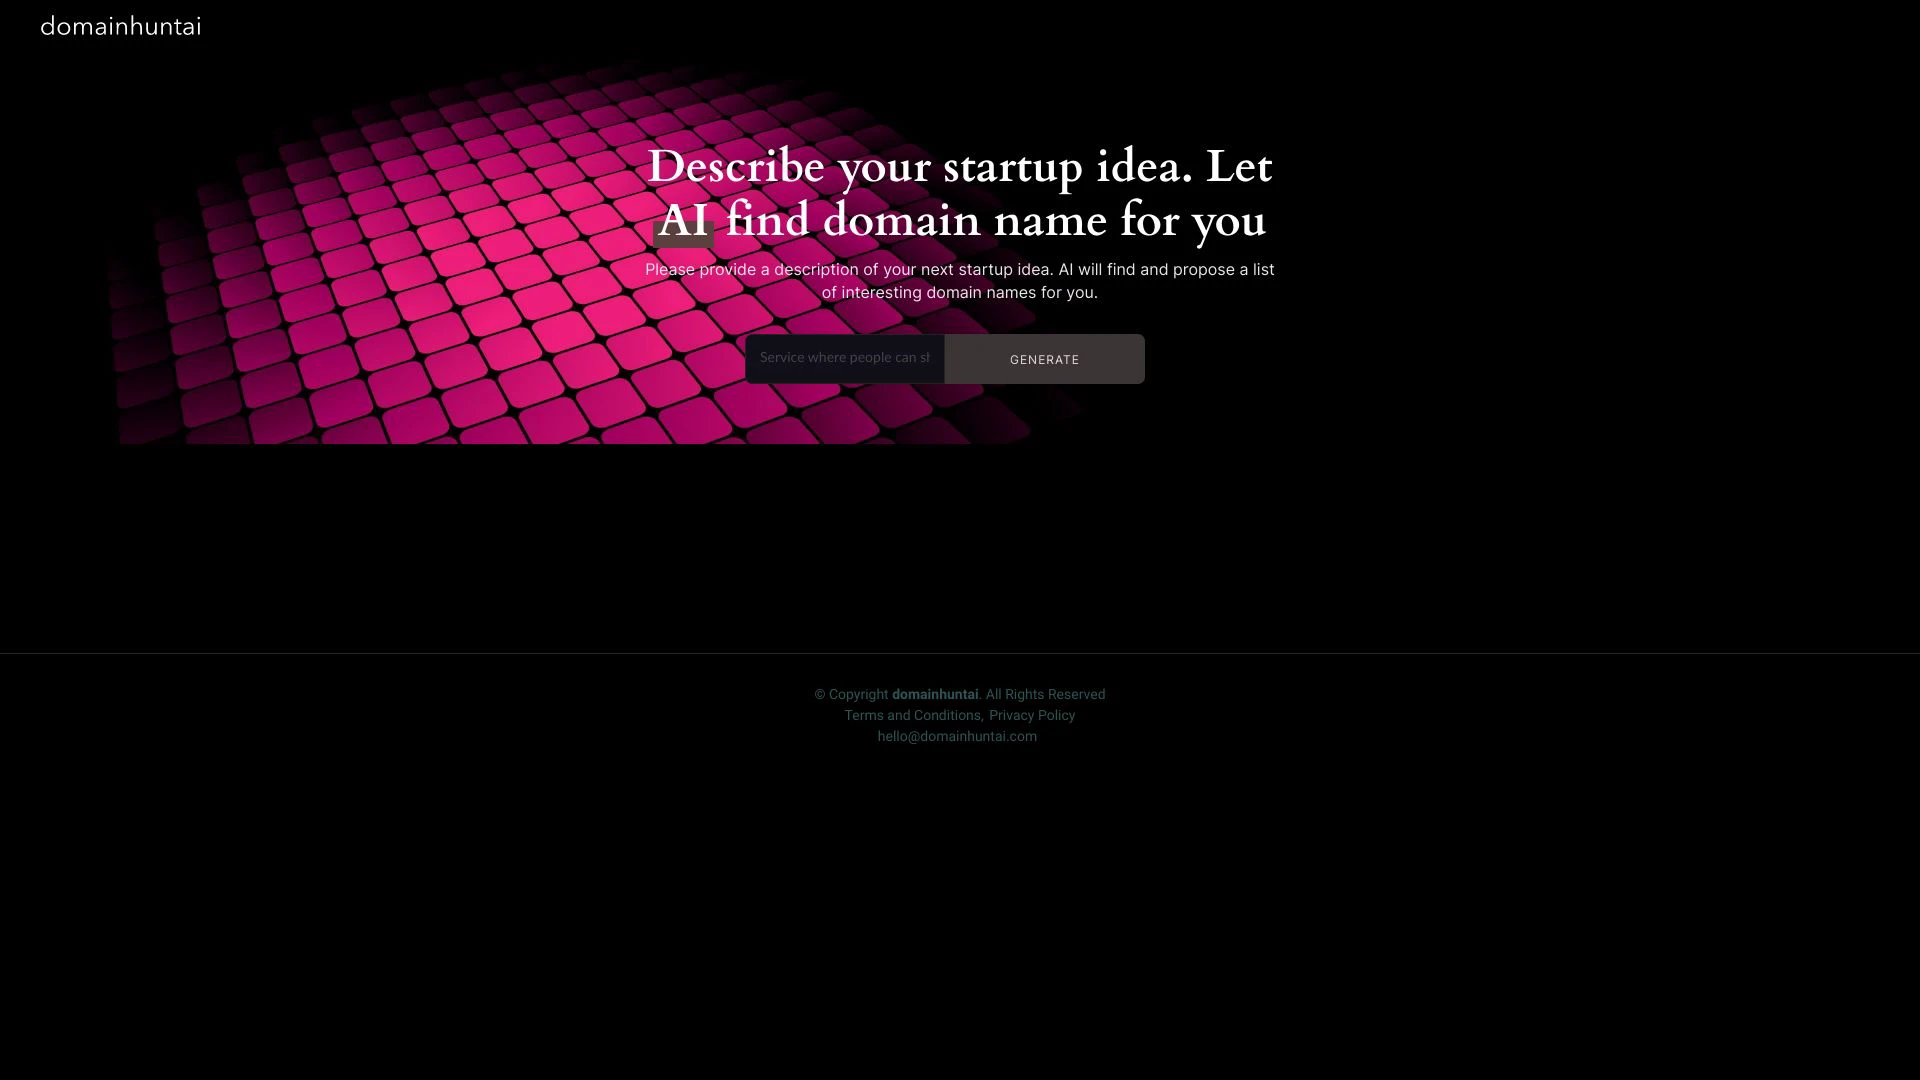 domainhuntai
Describe your startup idea. Let
AI find domain name for you
Please provide a description of your next startup idea. AI will find and propose a list
of interesting domain names for you.
Service where people can
GENERATE
© Copyright domainhuntai. All Rights Reserved
Terms and Conditions, Privacy Policy
hello@domainhuntai.com